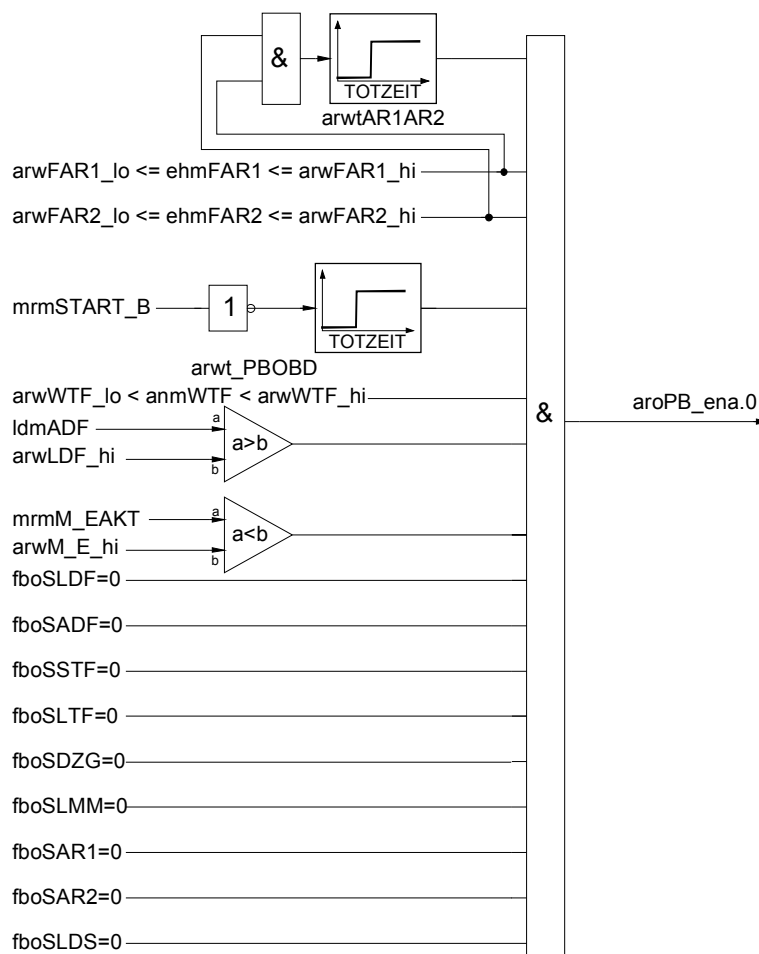 &
TOTZEIT
arwtAR1AR2
arwFAR1_lo <= ehmFAR1 <= arwFAR1_hi
arwFAR2_lo <= ehmFAR2 <= arwFAR2_hi
mrmSTART_B
1
TOTZEIT
arwt_PBOBD
arwWTF_lo < anmWTF < arwWTF_hi
&
aroPB_ena.0
ldmADF
a
a>b
arwLDF_hi
b
mrmM_EAKT
a
a<b
arwM_E_hi
b
fboSLDF=0
fboSADF=0
fboSSTF=0
fboSLTF=0
fboSDZG=0
fboSLMM=0
fboSAR1=0
fboSAR2=0
fboSLDS=0